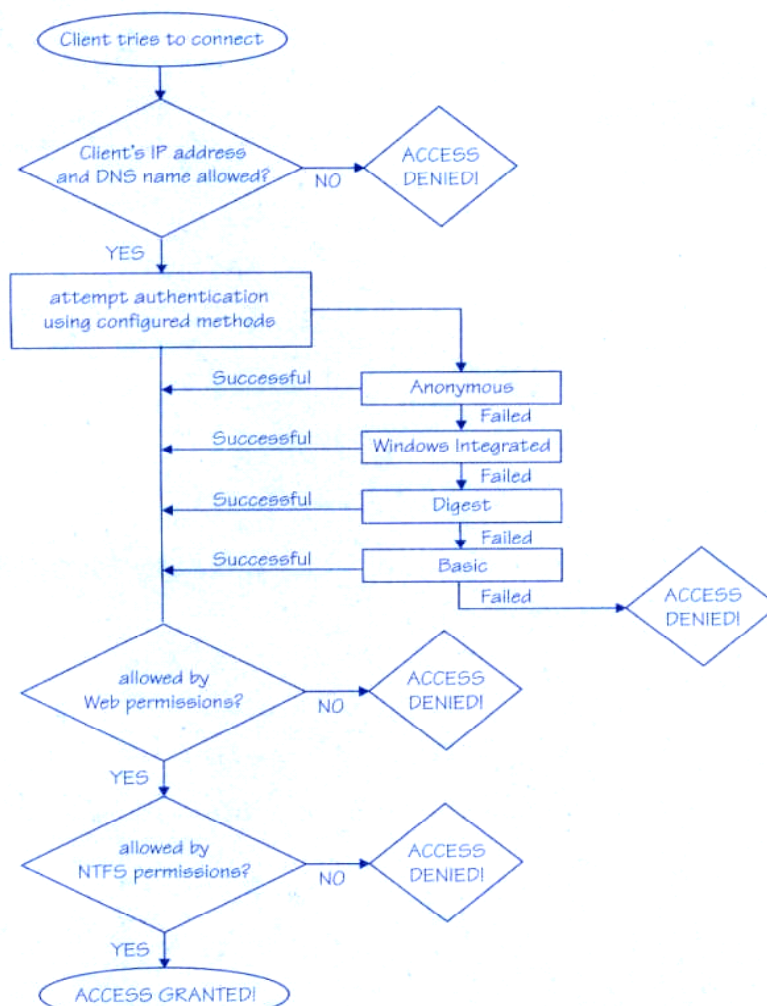 Client tries to connect
Client's IP address
and DNS name allowed?
NO
ACCESS
DENIED!
YES
attempt authentication
using configured methods
Successful
Anonymous
Failed
Successful
Windows Integrated
Failed
Successful
Digest
Failed
Successful
Basic
Failed
ACCESS
DENIED!
allowed by
Web permissions?
NO
ACCESS
DENIED!
YES
allowed by
NTFS permissions?
NO
ACCESS
DENIED!
YES
ACCESS GRANTED!